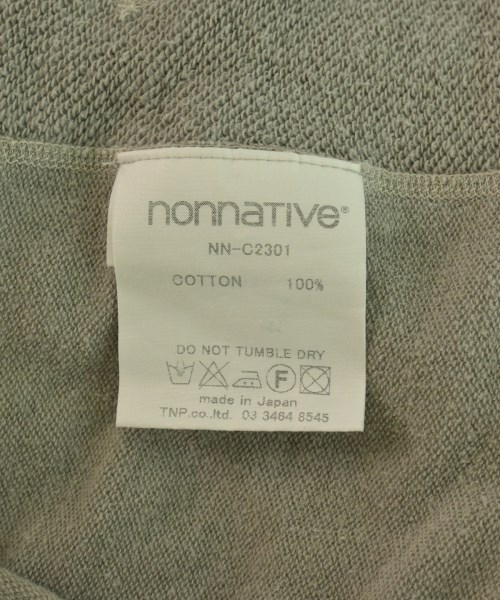 nonnative®
NN-C2301
COTTON 100%
DO NOT TUMBLE DRY
F
made in Japan
TNP.co.,ltd. 03 3464 8545